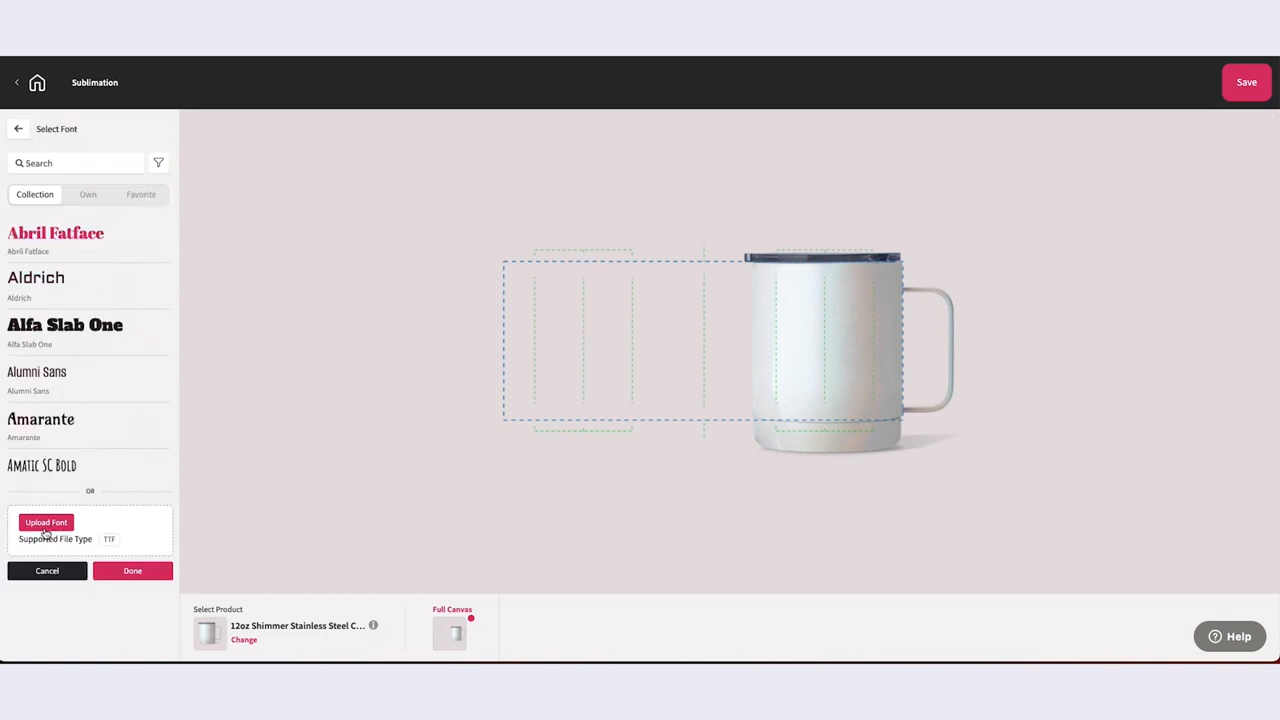 Sublimation
Save
Select Font
Search
Collection
Own
Favorite
Abril Fatface
Abril Fatface
Aldrich
Aldrich
Alfa Slab One
Alfa Slab One
Alumni Sans
Alumni Sans
Amarante
Amarante
AMATIC SC BOLD
OR
Upload Font
Supported File Type TTF
Cancel
Done
Select Product
12oz Shimmer Stainless Steel C...
Change
Full Canvas
Help